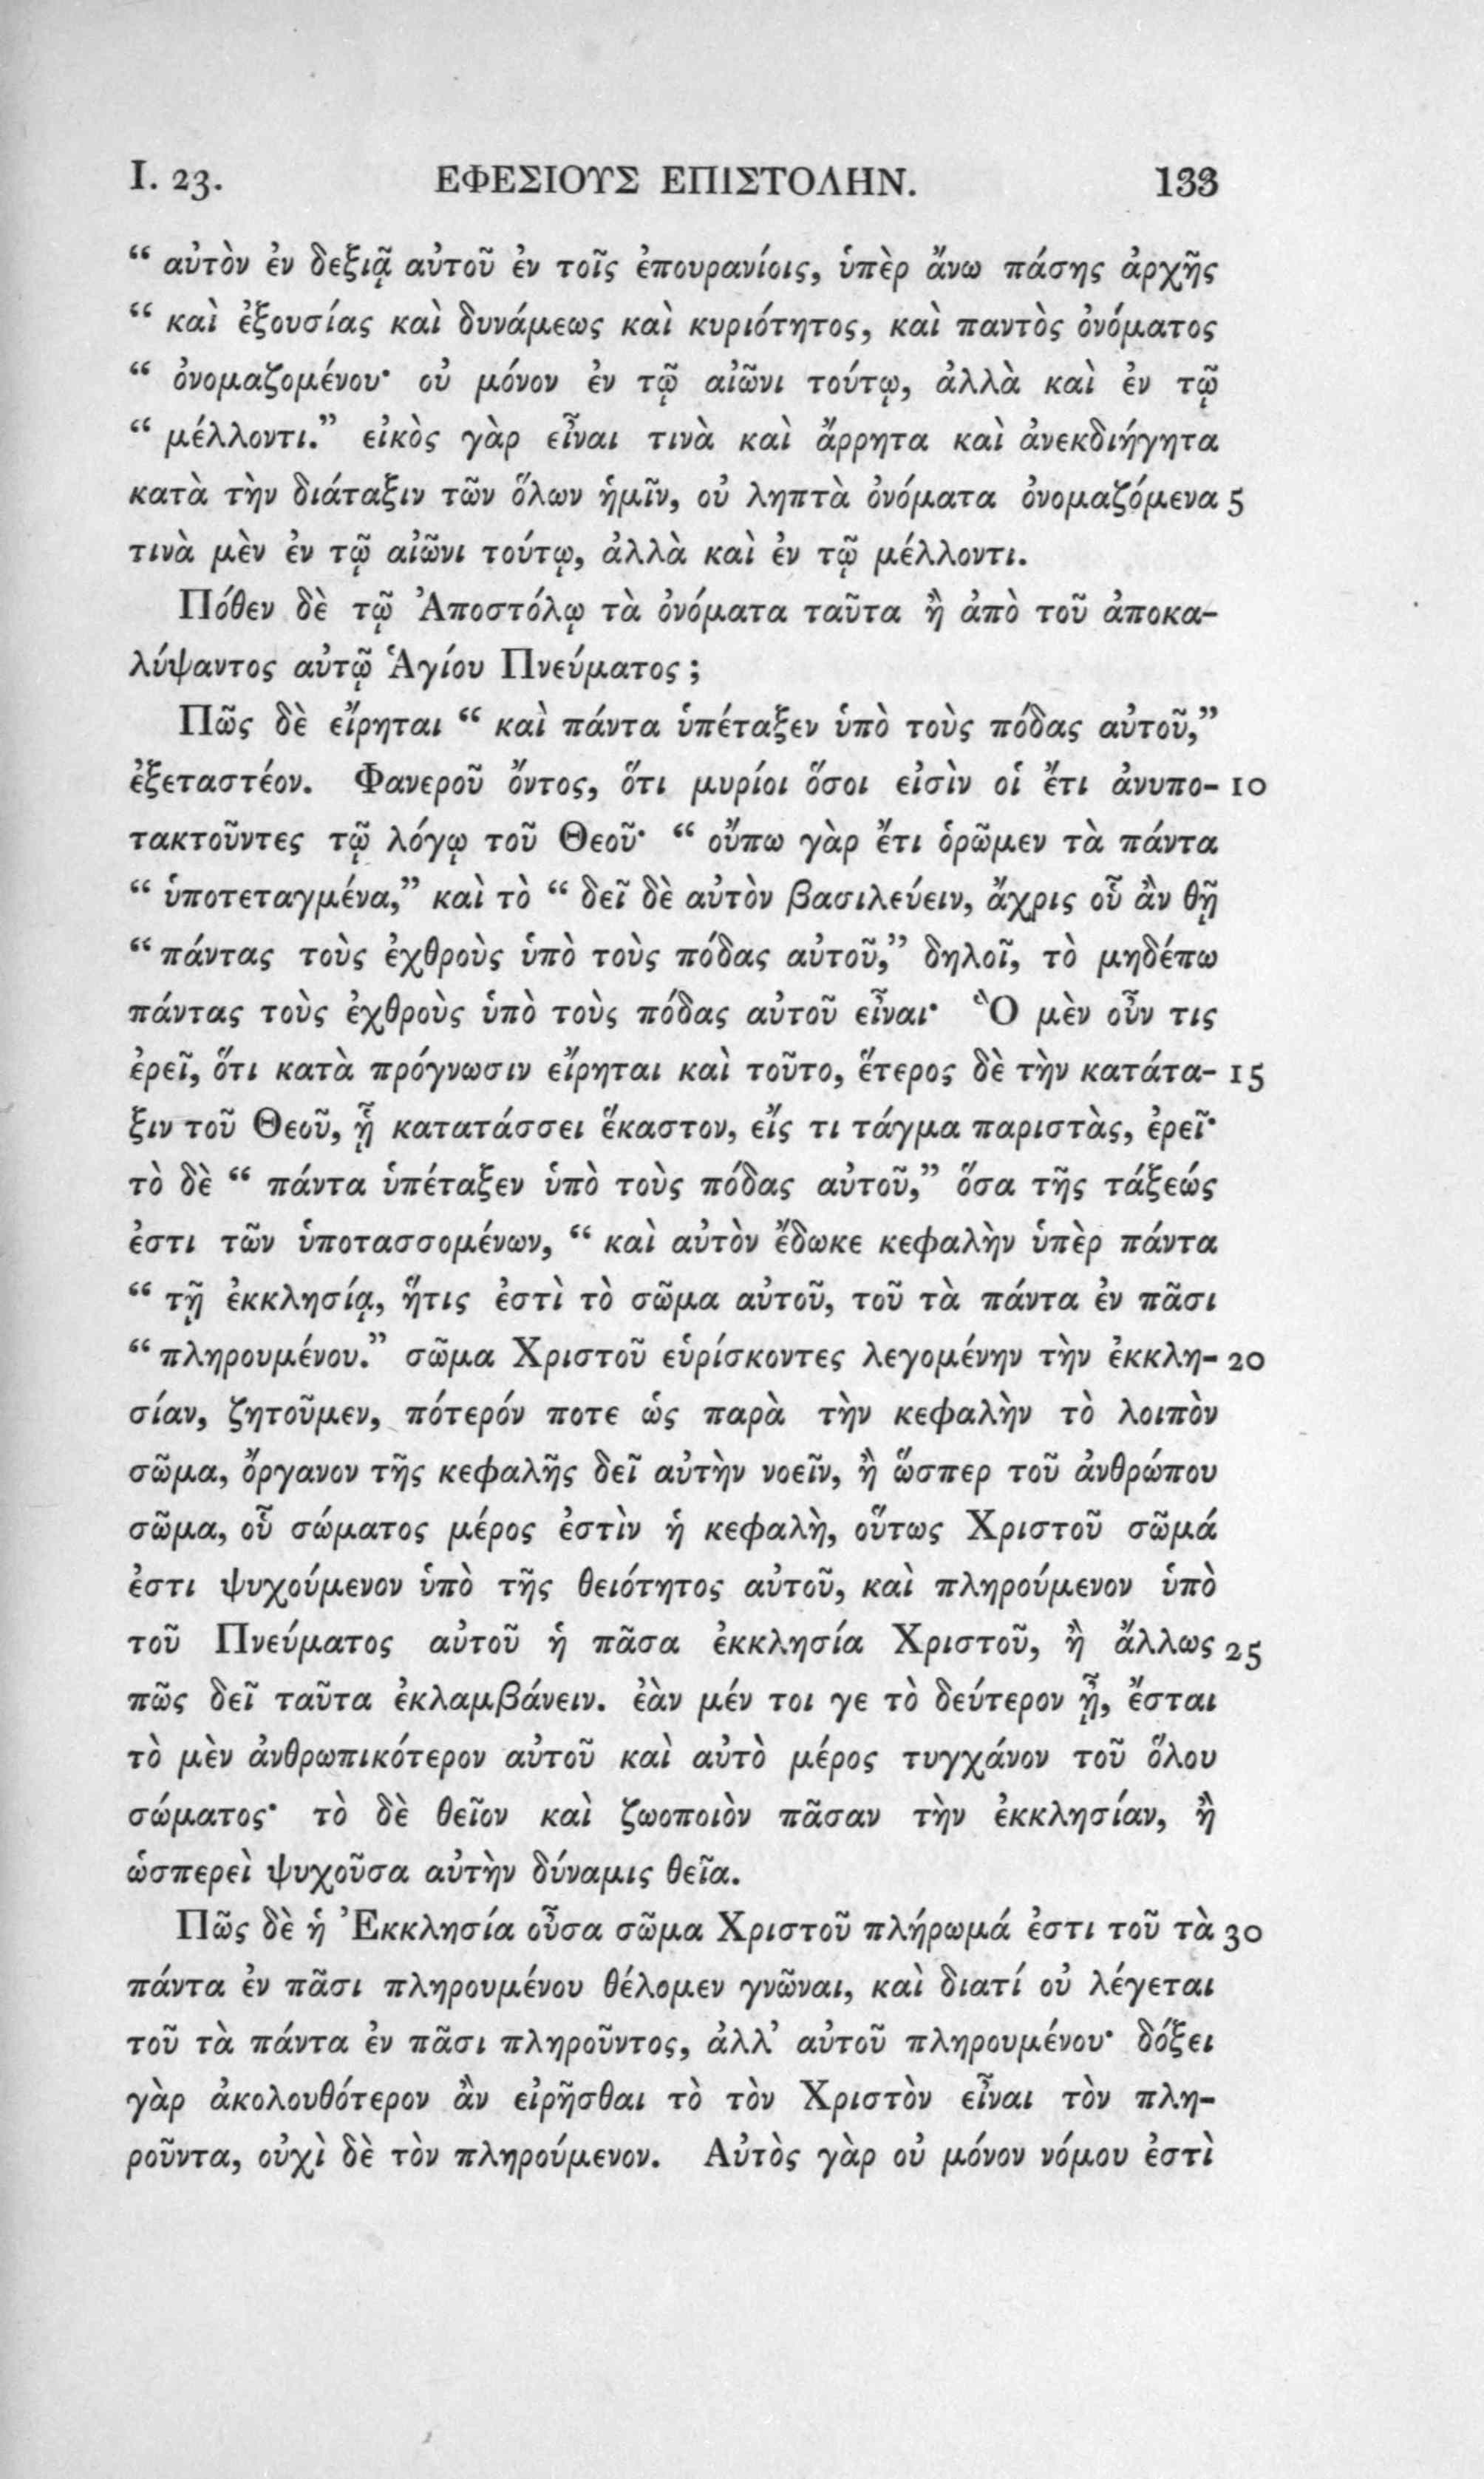 I. 23. ΕΦΕΣΙΟΥΣ ΕΠΙΣΤΟΛΗΝ. 133
“ αὐτὸν ἐν δεξιᾷ αὐτοῦ ἐν τοῖς ἐπουρανίοις, ὑπὲρ ἄνω πάσης ἀρχῆς
“ καὶ ἐξουσίας καὶ δυνάμεως καὶ κυριότητος, καὶ παντὸς ὀνόματος
“ ὀνομαζομένου· οὐ μόνον ἐν τῷ αἰῶνι τούτῳ, ἀλλὰ καὶ ἐν τῷ
“ μέλλοντι.” εἰκὸς γὰρ εἶναι τινὰ καὶ ἄρρητα καὶ ἀνεκδιήγητα
κατὰ τὴν διάταξιν τῶν ὅλων ἡμῖν, οὐ ληπτὰ ὀνόματα ὀνομαζόμενα 5
τινὰ μὲν ἐν τῷ αἰῶνι τούτῳ, ἀλλὰ καὶ ἐν τῷ μέλλοντι.
Πόθεν δὲ τῷ Ἀποστόλῳ τὰ ὀνόματα ταῦτα ἢ ἀπὸ τοῦ ἀποκα-
λύψαντος αὐτῷ Ἁγίου Πνεύματος ;
Πῶς δὲ εἴρηται “ καὶ πάντα ὑπέταξεν ὑπὸ τοὺς πόδας αὐτοῦ,”
ἐξεταστέον. Φανεροῦ ὄντος, ὅτι μυρίοι ὅσοι εἰσὶν οἱ ἔτι ἀνυπο- 10
τακτοῦντες τῷ λόγῳ τοῦ Θεοῦ· “ οὔπω γὰρ ἔτι ὁρῶμεν τὰ πάντα
“ ὑποτεταγμένα,” καὶ τὸ “ δεῖ δὲ αὐτὸν βασιλεύειν, ἄχρις οὗ ἂν θῇ
“ πάντας τοὺς ἐχθροὺς ὑπὸ τοὺς πόδας αὐτοῦ,” δηλοῖ, τὸ μηδέπω
πάντας τοὺς ἐχθροὺς ὑπὸ τοὺς πόδας αὐτοῦ εἶναι· Ὃ μὲν οὖν τις
ἐρεῖ, ὅτι κατὰ πρόγνωσιν εἴρηται καὶ τοῦτο, ἕτερος δὲ τὴν κατάτα- 15
ξιν τοῦ Θεοῦ, ᾗ κατατάσσει ἕκαστον, εἴς τι τάγμα παριστὰς, ἐρεῖ·
τὸ δὲ “ πάντα ὑπέταξεν ὑπὸ τοὺς πόδας αὐτοῦ,” ὅσα τῆς τάξεώς
ἐστι τῶν ὑποτασσομένων, “ καὶ αὐτὸν ἔδωκε κεφαλὴν ὑπὲρ πάντα
“ τῇ ἐκκλησίᾳ, ἥτις ἐστὶ τὸ σῶμα αὐτοῦ, τοῦ τὰ πάντα ἐν πᾶσι
“ πληρουμένου.” σῶμα Χριστοῦ εὑρίσκοντες λεγομένην τὴν ἐκκλη- 20
σίαν, ζητοῦμεν, πότερόν ποτε ὡς παρὰ τὴν κεφαλὴν τὸ λοιπὸν
σῶμα, ὄργανον τῆς κεφαλῆς δεῖ αὐτὴν νοεῖν, ἢ ὥσπερ τοῦ ἀνθρώπου
σῶμα, οὗ σώματος μέρος ἐστὶν ἡ κεφαλὴ, οὕτως Χριστοῦ σῶμά
ἐστι ψυχούμενον ὑπὸ τῆς θειότητος αὐτοῦ, καὶ πληρούμενον ὑπὸ
τοῦ Πνεύματος αὐτοῦ ἡ πᾶσα ἐκκλησία Χριστοῦ, ἢ ἄλλως 25
πῶς δεῖ ταῦτα ἐκλαμβάνειν. ἐὰν μέν τοι γε τὸ δεύτερον ᾖ, ἔσται
τὸ μὲν ἀνθρωπικότερον αὐτοῦ καὶ αὐτὸ μέρος τυγχάνον τοῦ ὅλου
σώματος· τὸ δὲ θεῖον καὶ ζωοποιὸν πᾶσαν τὴν ἐκκλησίαν, ἢ
ὡσπερεὶ ψυχοῦσα αὐτὴν δύναμις θεῖα.
Πῶς δὲ ἡ Ἐκκλησία οὖσα σῶμα Χριστοῦ πλήρωμά ἐστι τοῦ τὰ 30
πάντα ἐν πᾶσι πληρουμένου θέλομεν γνῶναι, καὶ διατί οὐ λέγεται
τοῦ τὰ πάντα ἐν πᾶσι πληροῦντος, ἀλλ’ αὐτοῦ πληρουμένου· δόξει
γὰρ ἀκολουθότερον ἂν εἰρῆσθαι τὸ τὸν Χριστὸν εἶναι τὸν πλη-
ροῦντα, οὐχὶ δὲ τὸν πληρούμενον. Αὐτὸς γὰρ οὐ μόνον νόμου ἐστὶ